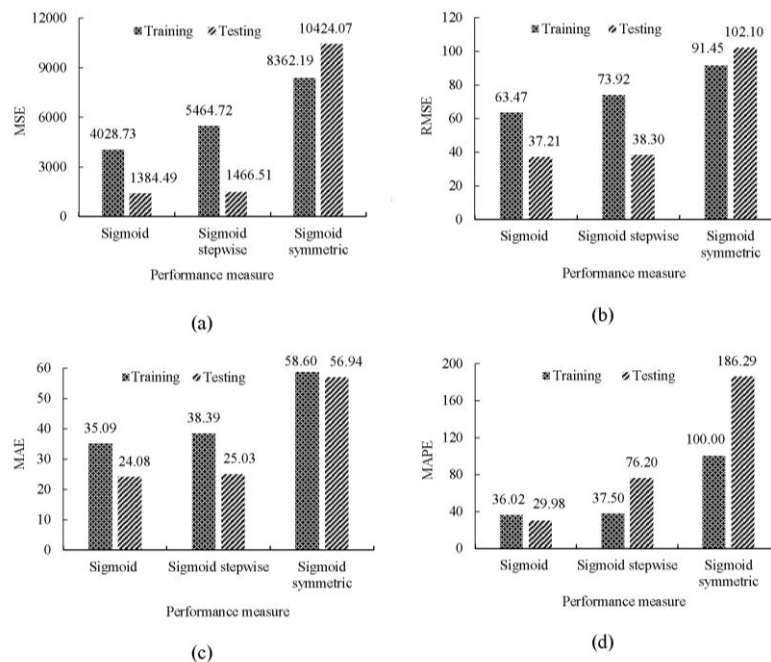 12000
Training Testing
10424.07
9000
8362.19
MSE
6000
5464.72
4028.73
3000
1384.49
1466.51
0
Sigmoid
Sigmoid
stepwise
Sigmoid
symmetric
Performance measure
(a)
120
Training Testing
102.10
100
91.45
RMSE
80
73.92
63.47
60
40
37.21
38.30
20
0
Sigmoid
Sigmoid stepwise
Sigmoid
symmetric
Performance measure
(b)
60
Training Testing
58.60
56.94
50
MAE
40
35.09
38.39
30
24.08
25.03
20
10
0
Sigmoid
Sigmoid stepwise
Sigmoid
symmetric
Performance measure
(c)
200
Training Testing
186.29
160
MAPE
120
100.00
80
76.20
40
36.02
29.98
37.50
0
Sigmoid
Sigmoid stepwise
Sigmoid
symmetric
Performance measure
(d)